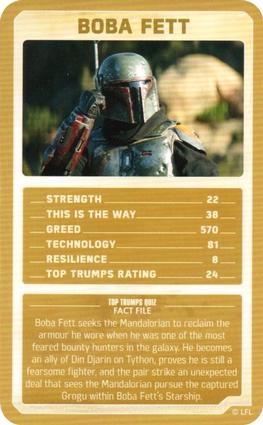 BOBA FETT
STRENGTH 22
THIS IS THE WAY 38
GREED 570
TECHNOLOGY 81
RESILIENCE 8
TOP TRUMPS RATING 24
TOP TRUMPS QUIZ
FACT FILE
Boba Fett seeks the Mandalorian to reclaim the
armour he wore when he was one of the most
feared bounty hunters in the galaxy. He becomes
an ally of Din Djarin on Tython, proves he is still a
fearsome fighter, and the pair strike an unexpected
deal that sees the Mandalorian pursue the captured
Grogu within Boba Fett's Starship.
© LFL